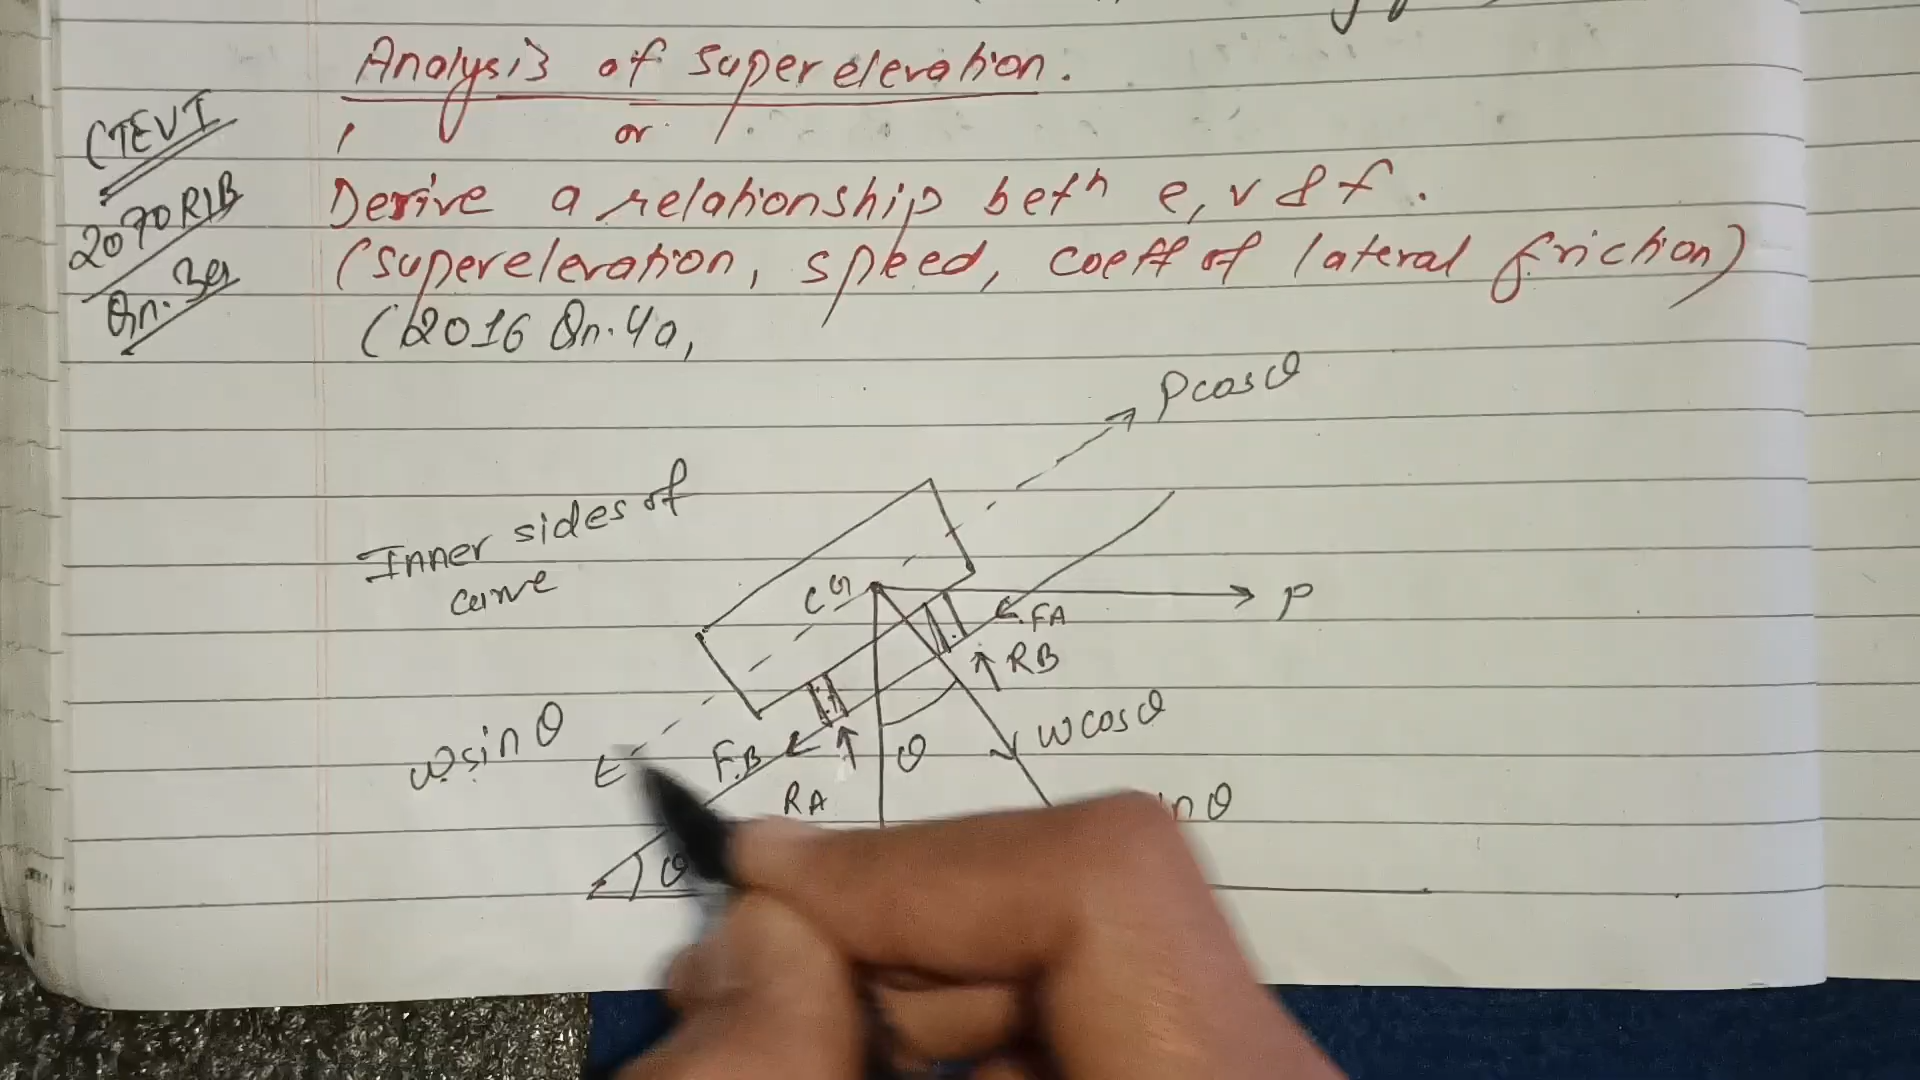 Analysis of superelevation.
or
CTEVT
2070 R/B
Qn. 3a
Derive a relationship betn e, v & f.
(superelevation, speed, coeff of lateral friction)
(2016 Qn. 4a,
Pcosθ
Inner sides of
curve
CG
P
FA
RB
wcosθ
wsinθ
FB
θ
RA
θ